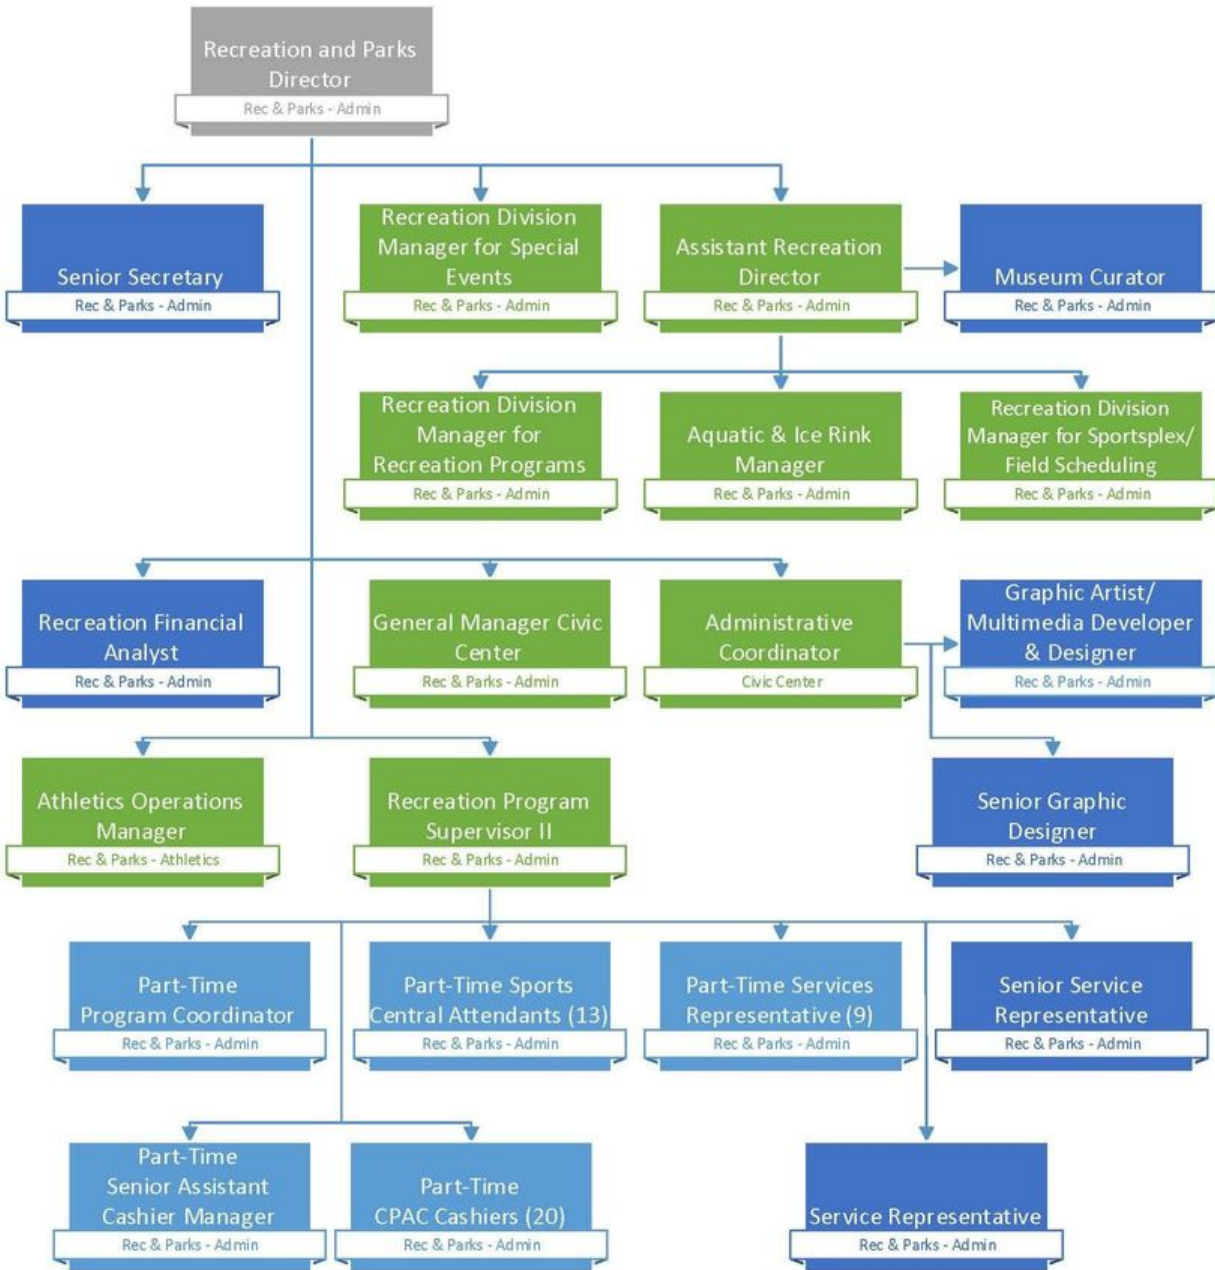 Recreation and Parks
Director
Rec & Parks - Admin
Senior Secretary
Rec & Parks - Admin
Recreation Division
Manager for Special
Events
Rec & Parks - Admin
Assistant Recreation
Director
Rec & Parks - Admin
Museum Curator
Rec & Parks - Admin
Recreation Division
Manager for
Recreation Programs
Rec & Parks - Admin
Aquatic & Ice Rink
Manager
Rec & Parks - Admin
Recreation Division
Manager for Sportsplex/
Field Scheduling
Rec & Parks - Admin
Recreation Financial
Analyst
Rec & Parks - Admin
General Manager Civic
Center
Rec & Parks - Admin
Administrative
Coordinator
Civic Center
Graphic Artist/
Multimedia Developer
& Designer
Rec & Parks - Admin
Athletics Operations
Manager
Rec & Parks - Athletics
Recreation Program
Supervisor II
Rec & Parks - Admin
Senior Graphic
Designer
Rec & Parks - Admin
Part-Time
Program Coordinator
Rec & Parks - Admin
Part-Time Sports
Central Attendants (13)
Rec & Parks - Admin
Part-Time Services
Representative (9)
Rec & Parks - Admin
Senior Service
Representative
Rec & Parks - Admin
Part-Time
Senior Assistant
Cashier Manager
Rec & Parks - Admin
Part-Time
CPAC Cashiers (20)
Rec & Parks - Admin
Service Representative
Rec & Parks - Admin